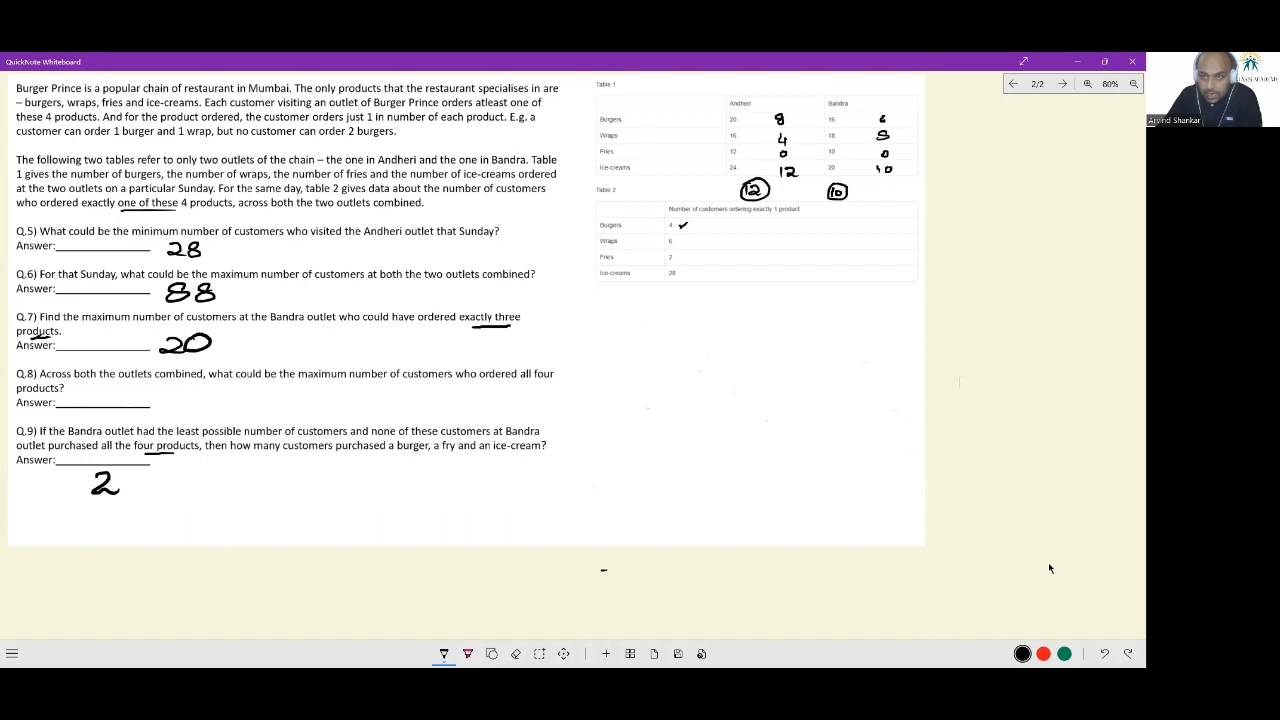 QuickNote Whiteboard
Burger Prince is a popular chain of restaurant in Mumbai. The only products that the restaurant specialises in are
– burgers, wraps, fries and ice-creams. Each customer visiting an outlet of Burger Prince orders atleast one of
these 4 products. And for the product ordered, the customer orders just 1 in number of each product. E.g. a
customer can order 1 burger and 1 wrap, but no customer can order 2 burgers.
The following two tables refer to only two outlets of the chain – the one in Andheri and the one in Bandra. Table
1 gives the number of burgers, the number of wraps, the number of fries and the number of ice-creams ordered
at the two outlets on a particular Sunday. For the same day, table 2 gives data about the number of customers
who ordered exactly one of these 4 products, across both the two outlets combined.
Q.5) What could be the minimum number of customers who visited the Andheri outlet that Sunday?
Answer:______________ 28
Q.6) For that Sunday, what could be the maximum number of customers at both the two outlets combined?
Answer:______________ 88
Q.7) Find the maximum number of customers at the Bandra outlet who could have ordered exactly three
products.
Answer:______________ 20
Q.8) Across both the outlets combined, what could be the maximum number of customers who ordered all four
products?
Answer:______________
Q.9) If the Bandra outlet had the least possible number of customers and none of these customers at Bandra
outlet purchased all the four products, then how many customers purchased a burger, a fry and an ice-cream?
Answer:______________
2
Table 1
Andheri Bandra
Burgers 20 8 16 6
Wraps 16 4 18 8
Fries 12 0 10 0
Ice-creams 24 12 20 10
12 10
Table 2
Number of customers ordering exactly 1 product
Burgers 4 ✓
Wraps 6
Fries 2
Ice-creams 28
2/2 80%
Arvind Shankar